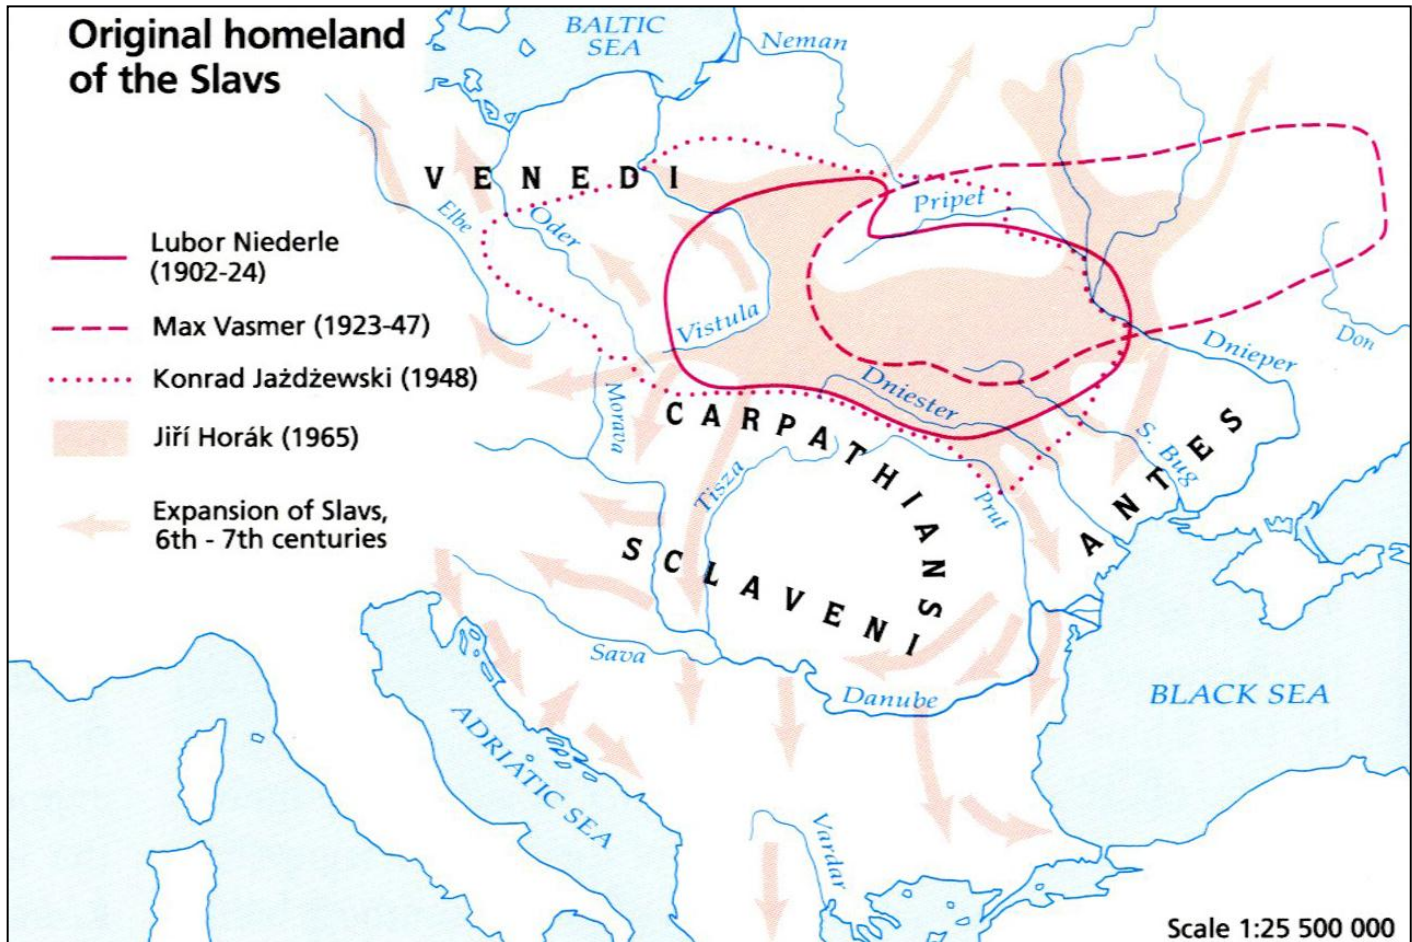 Original homeland
of the Slavs
BALTIC
SEA
Neman
VENEDI
Elbe
Oder
Pripet
Lubor Niederle
(1902-24)
Max Vasmer (1923-47)
Konrad Jażdżewski (1948)
Jiří Horák (1965)
Expansion of Slavs,
6th - 7th centuries
Vistula
Dnieper
Don
Morava
Dniester
CARPATHIANS
S. Bug
ANTES
Tisza
Prut
SCLAVENI
Sava
Danube
BLACK SEA
ADRIATIC SEA
Vardar
Scale 1:25 500 000